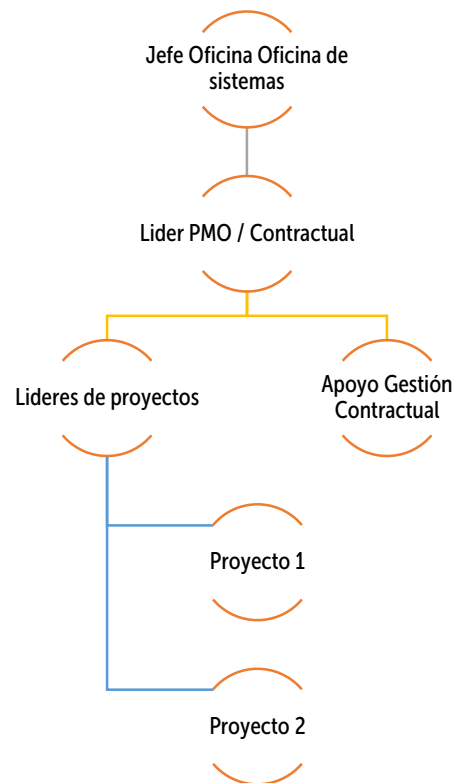 Jefe Oficina Oficina de
sistemas
Lider PMO / Contractual
Lideres de proyectos
Apoyo Gestión
Contractual
Proyecto 1
Proyecto 2